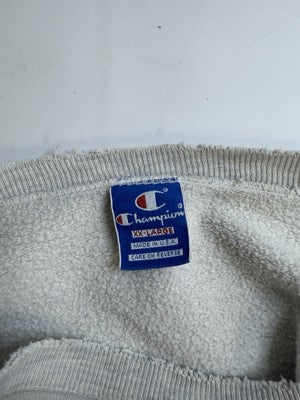 Champion
XX-LARGE
MADE IN U.S.A.
CARE ON REVERSE